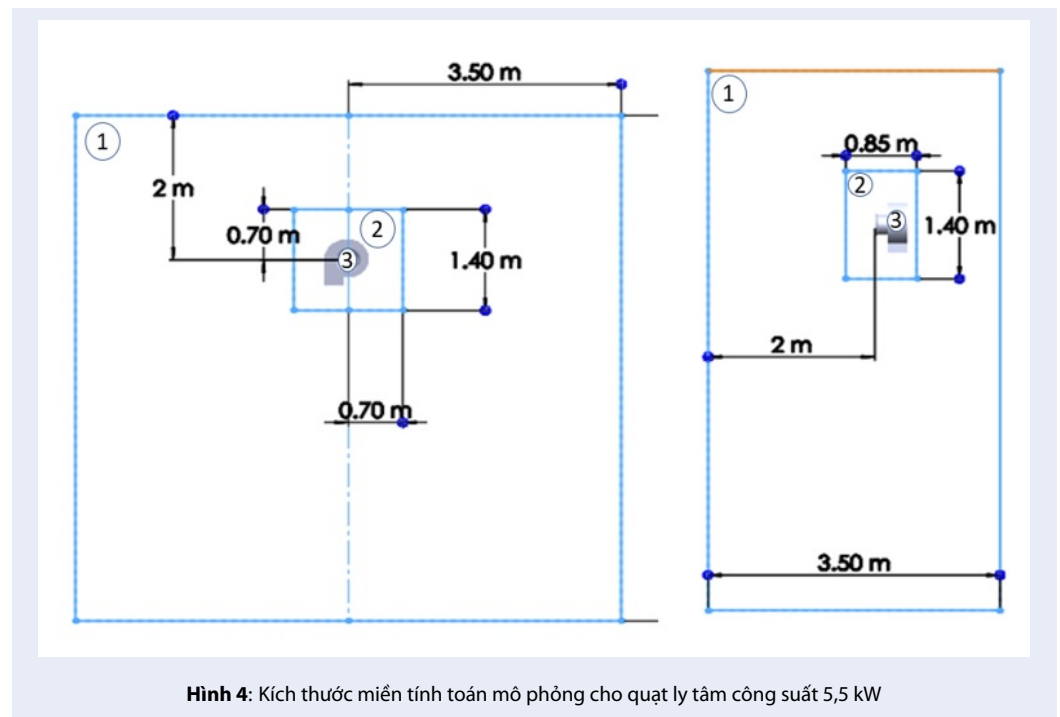 3.50 m
1
2 m
0.70 m
2
3
1.40 m
0.70 m
1
0.85 m
2
3
1.40 m
2 m
3.50 m
Hình 4: Kích thước miền tính toán mô phỏng cho quạt ly tâm công suất 5,5 kW